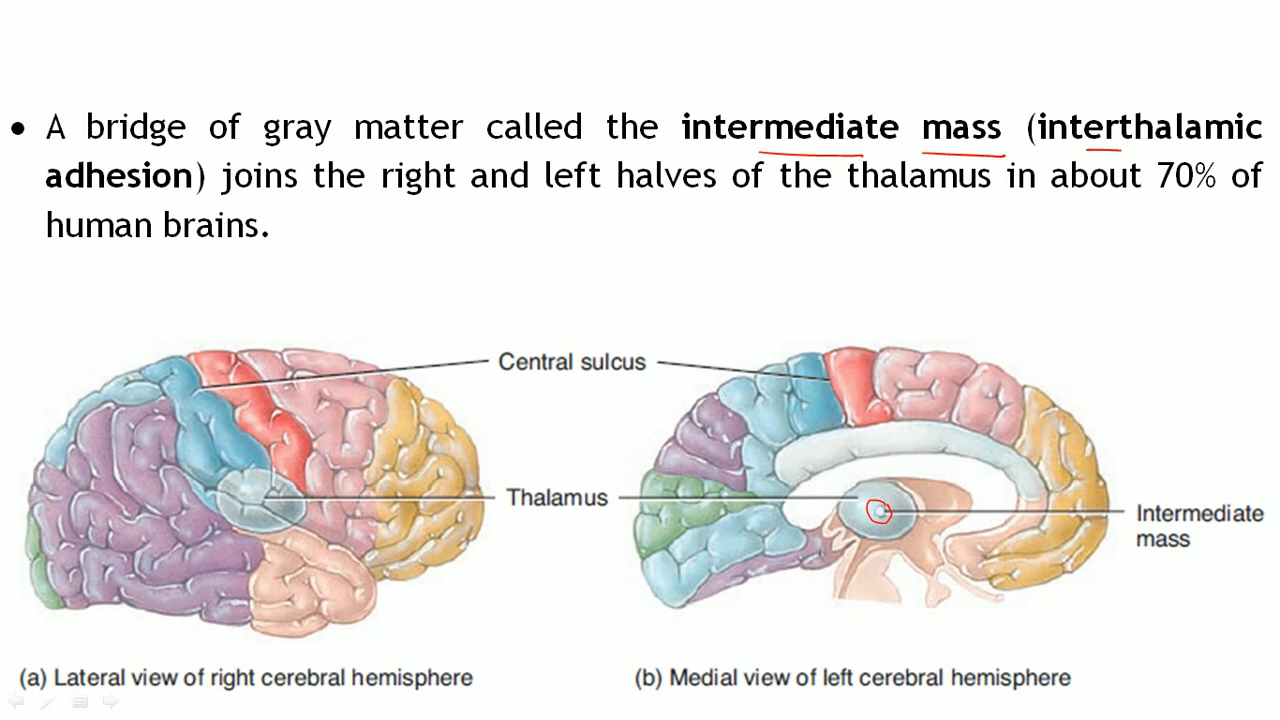 • A bridge of gray matter called the intermediate mass (interthalamic
adhesion) joins the right and left halves of the thalamus in about 70% of
human brains.
Central sulcus
Thalamus
Intermediate
mass
(a) Lateral view of right cerebral hemisphere
(b) Medial view of left cerebral hemisphere